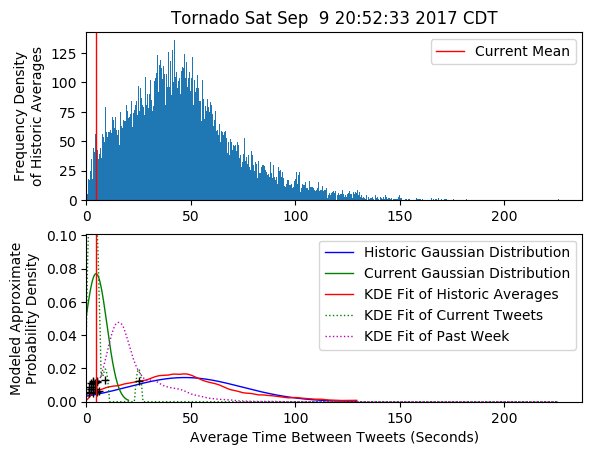 Tornado Sat Sep  9 20:52:33 2017 CDT
Frequency Density
of Historic Averages
125
100
75
50
25
0
Current Mean
0 50 100 150 200
Modeled Approximate
Probability Density
0.10
0.08
0.06
0.04
0.02
0.00
Historic Gaussian Distribution
Current Gaussian Distribution
KDE Fit of Historic Averages
KDE Fit of Current Tweets
KDE Fit of Past Week
0 50 100 150 200
Average Time Between Tweets (Seconds)